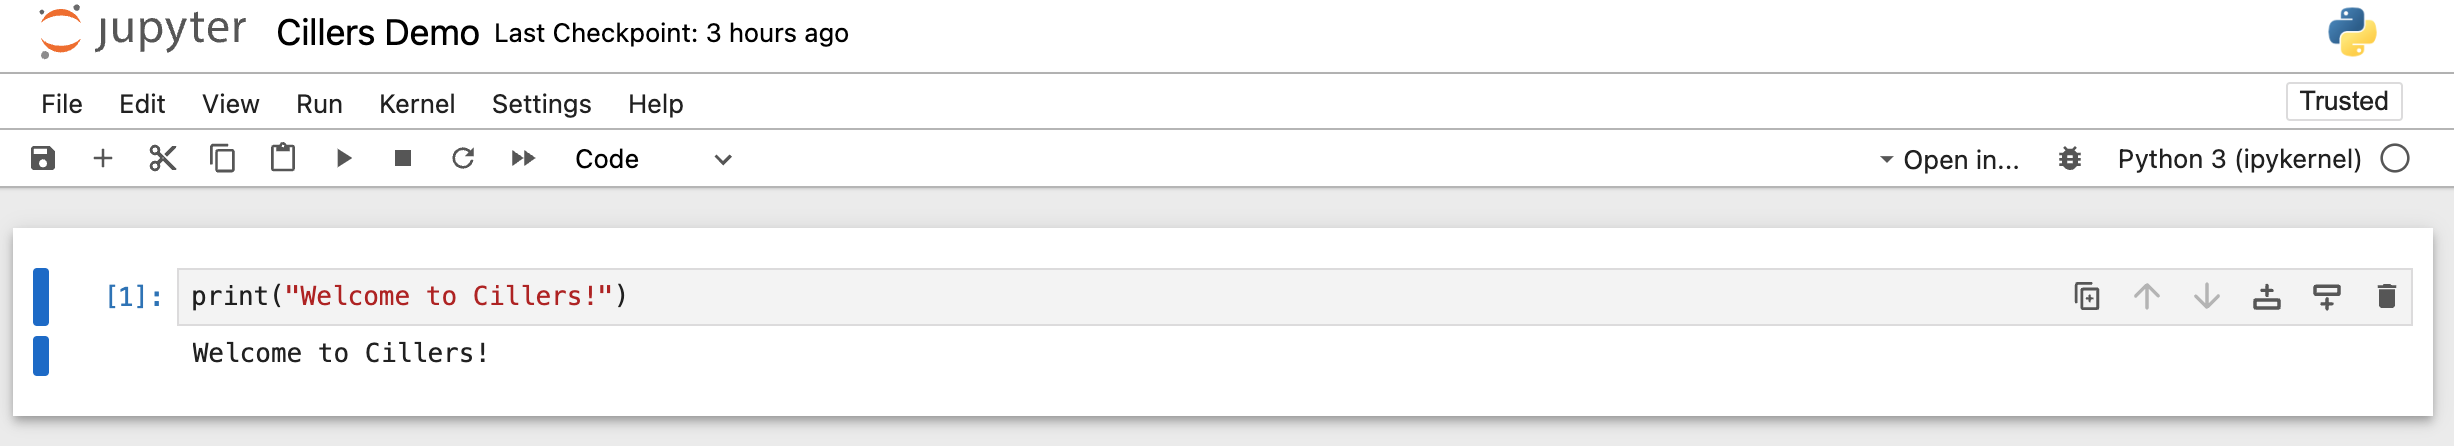 jupyter Cillers Demo Last Checkpoint: 3 hours ago
File Edit View Run Kernel Settings Help Trusted
Code Open in... Python 3 (ipykernel)
[1]: print("Welcome to Cillers!")
Welcome to Cillers!